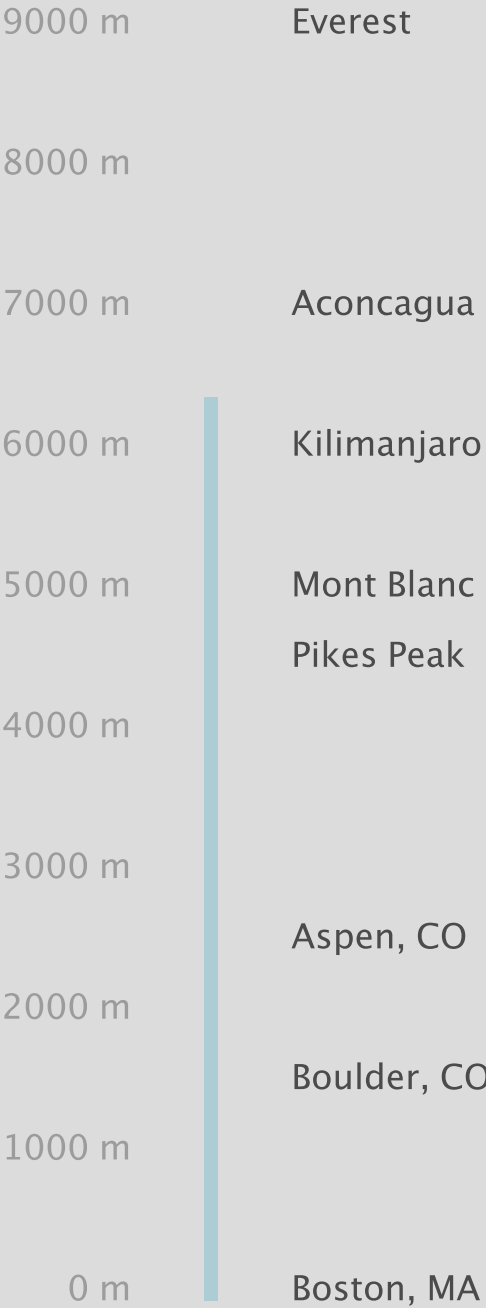 9000 m Everest
8000 m
7000 m Aconcagua
6000 m Kilimanjaro
5000 m Mont Blanc
Pikes Peak
4000 m
3000 m
Aspen, CO
2000 m
Boulder, CO
1000 m
0 m Boston, MA